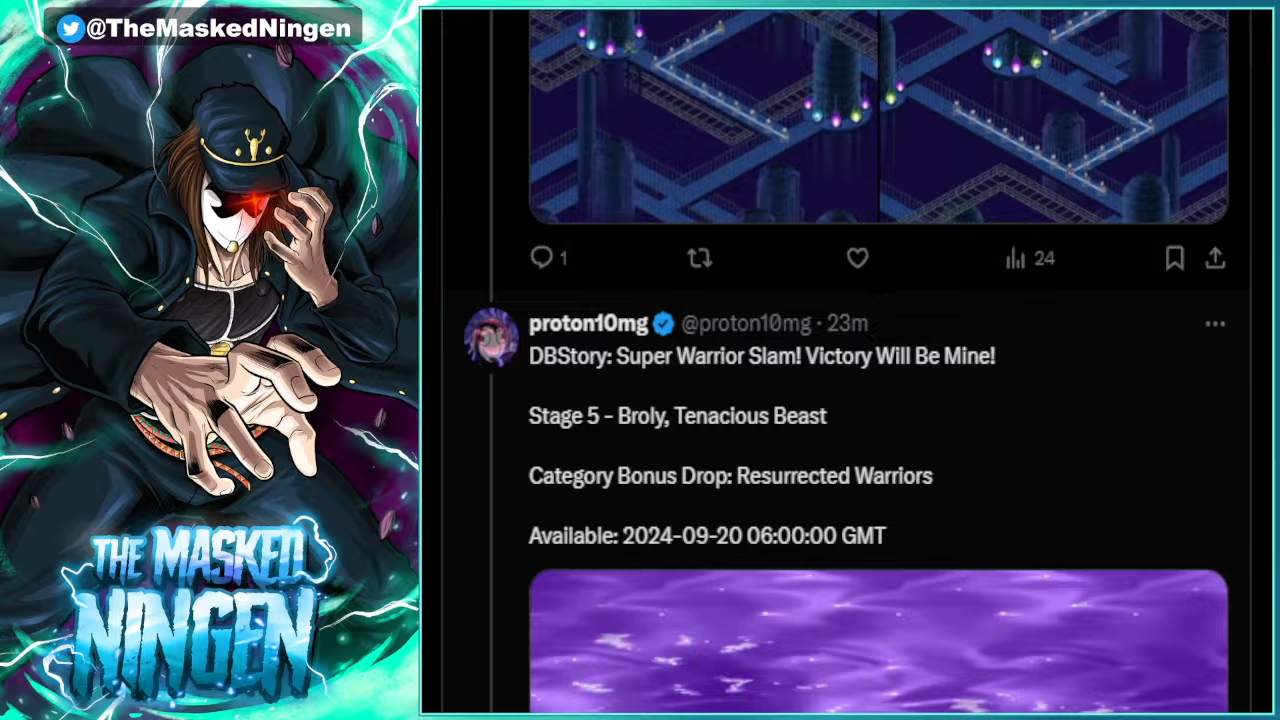 @TheMaskedNingen
THE MASKED
NINGEN
1
24
proton10mg @proton10mg · 23m
DBStory: Super Warrior Slam! Victory Will Be Mine!
Stage 5 - Broly, Tenacious Beast
Category Bonus Drop: Resurrected Warriors
Available: 2024-09-20 06:00:00 GMT